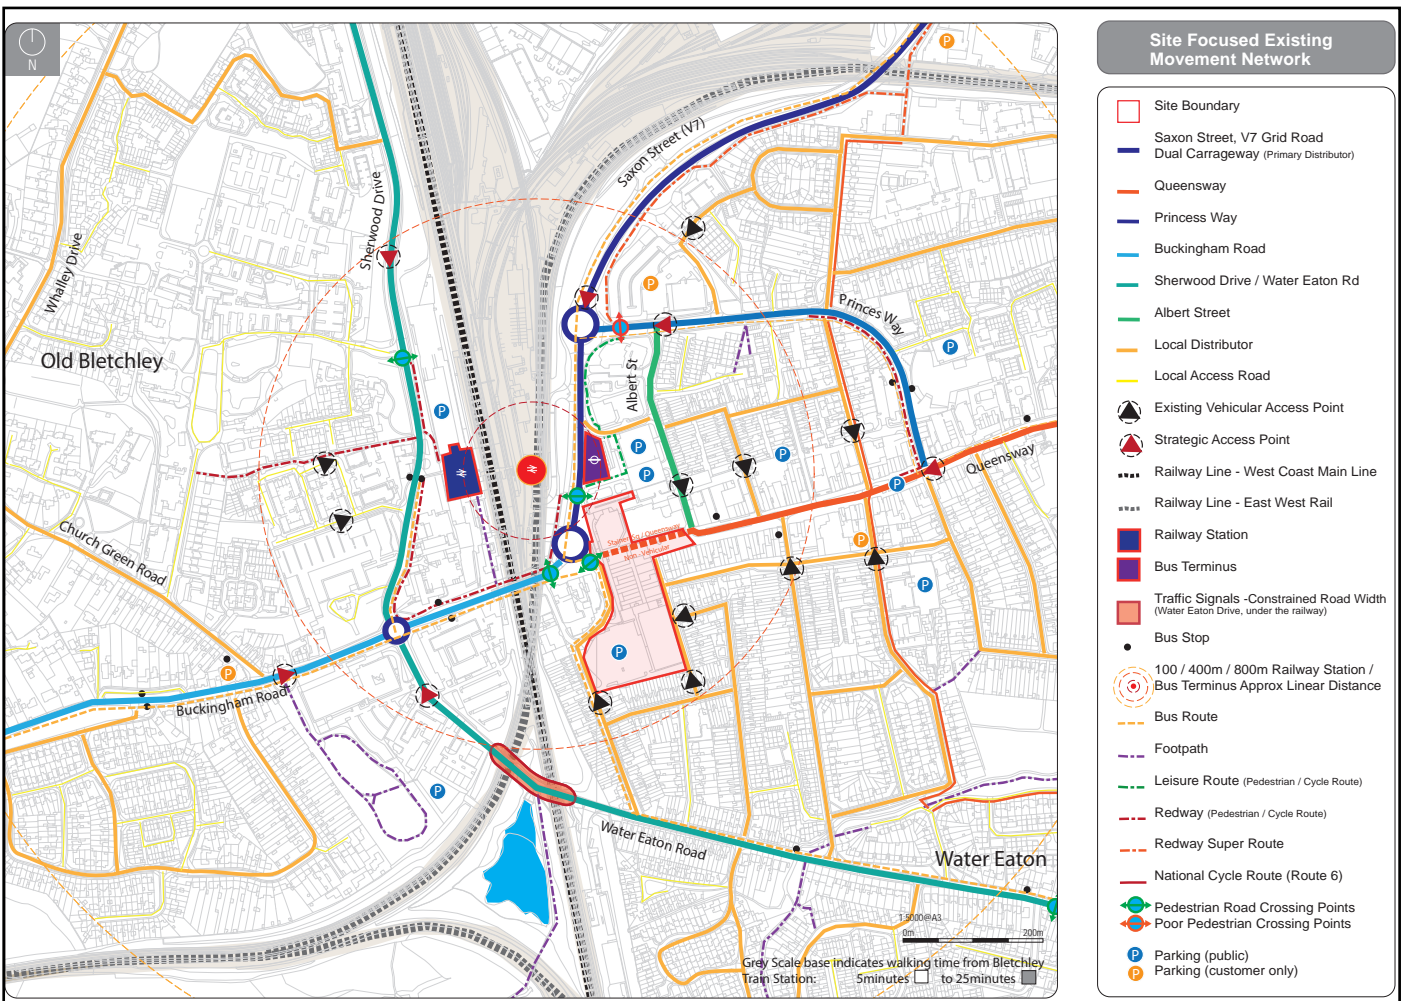 N
Saxon Street (V7)
Sherwood Drive
Whalley Drive
Old Bletchley
Princes Way
Albert St
Queensway
Stanier Sq / Queensway
Non - Vehicular
Church Green Road
Buckingham Road
Water Eaton Road
Water Eaton
1:5000@A3
0m 200m
Grey Scale base indicates walking time from Bletchley
Train Station: 5minutes to 25minutes
P
P
P
P
P
P
P
P
P
P
P
P
P
P
Site Focused Existing
Movement Network
Site Boundary
Saxon Street, V7 Grid Road
Dual Carrageway (Primary Distributor)
Queensway
Princess Way
Buckingham Road
Sherwood Drive / Water Eaton Rd
Albert Street
Local Distributor
Local Access Road
Existing Vehicular Access Point
Strategic Access Point
Railway Line - West Coast Main Line
Railway Line - East West Rail
Railway Station
Bus Terminus
Traffic Signals -Constrained Road Width
(Water Eaton Drive, under the railway)
Bus Stop
100 / 400m / 800m Railway Station /
Bus Terminus Approx Linear Distance
Bus Route
Footpath
Leisure Route (Pedestrian / Cycle Route)
Redway (Pedestrian / Cycle Route)
Redway Super Route
National Cycle Route (Route 6)
Pedestrian Road Crossing Points
Poor Pedestrian Crossing Points
P Parking (public)
P Parking (customer only)